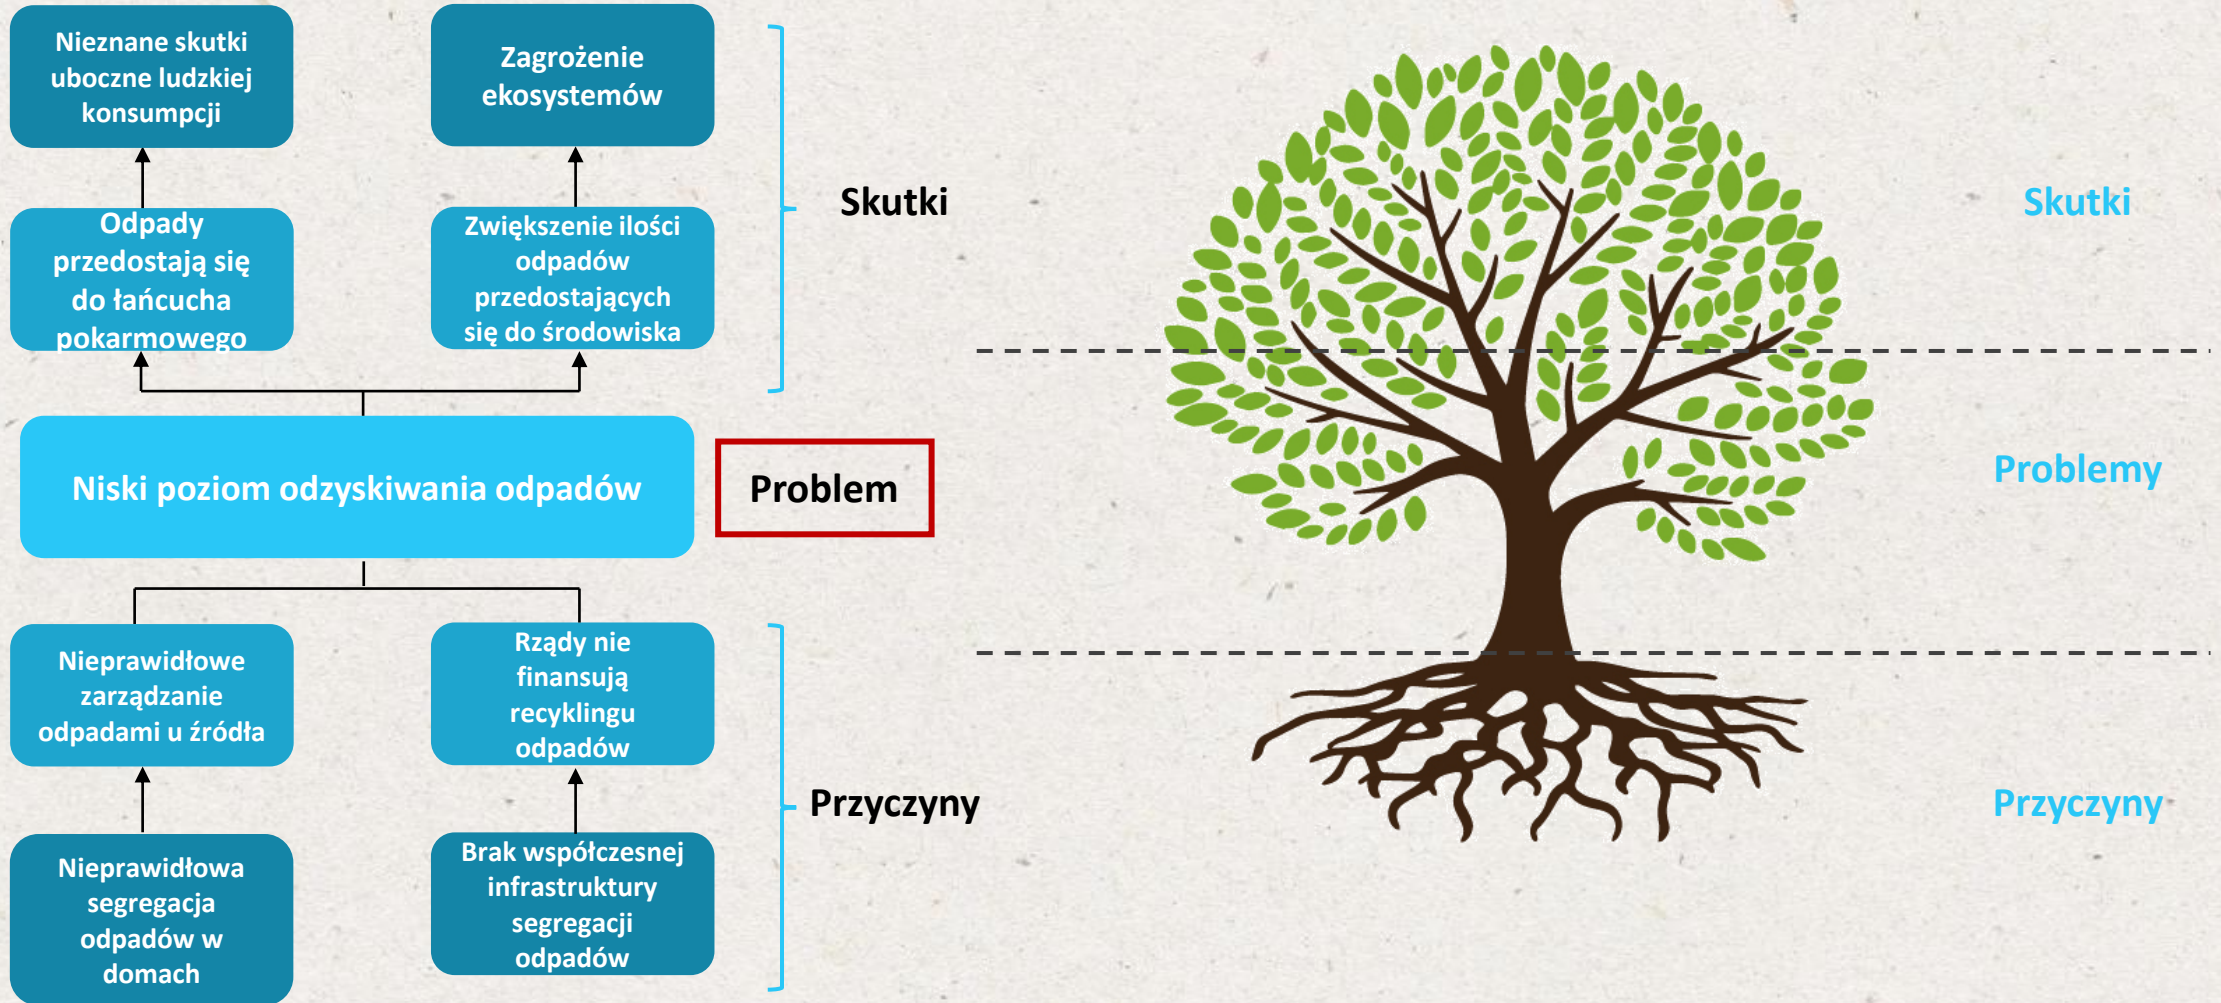 Nieznane skutki
uboczne ludzkiej
konsumpcji
Zagrożenie
ekosystemów
Odpady
przedostają się
do łańcucha
pokarmowego
Zwiększenie ilości
odpadów
przedostających
się do środowiska
Skutki
Niski poziom odzyskiwania odpadów
Problem
Nieprawidłowe
zarządzanie
odpadami u źródła
Rządy nie
finansują
recyklingu
odpadów
Nieprawidłowa
segregacja
odpadów w
domach
Brak współczesnej
infrastruktury
segregacji
odpadów
Przyczyny
Skutki
Problemy
Przyczyny